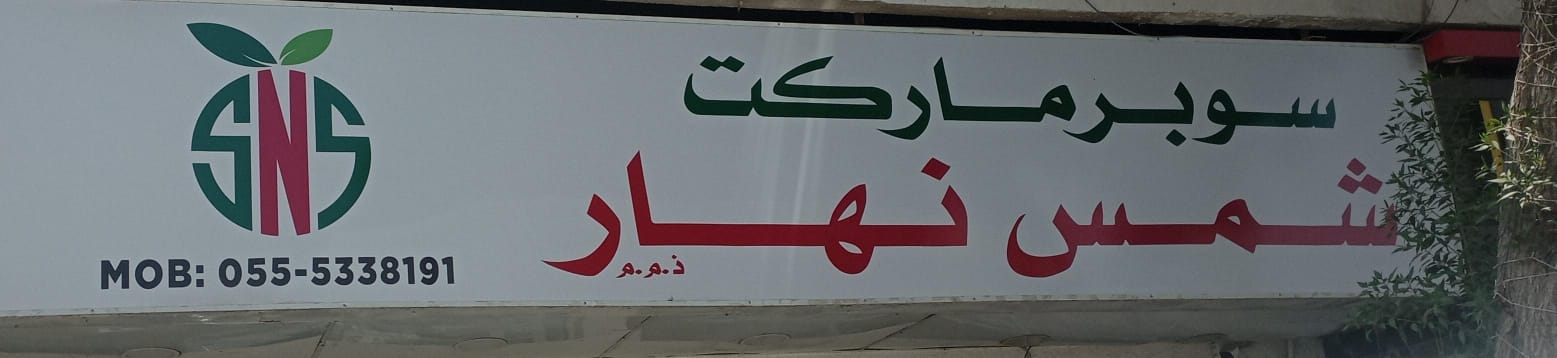 سوبرماركت
شمس نهار
ذ.م.م
SNS
MOB: 055-5338191